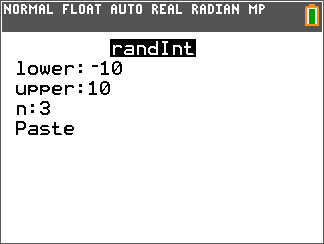 NORMAL FLOAT AUTO REAL RADIAN MP
randInt
lower:⁻10
upper:10
n:3
Paste